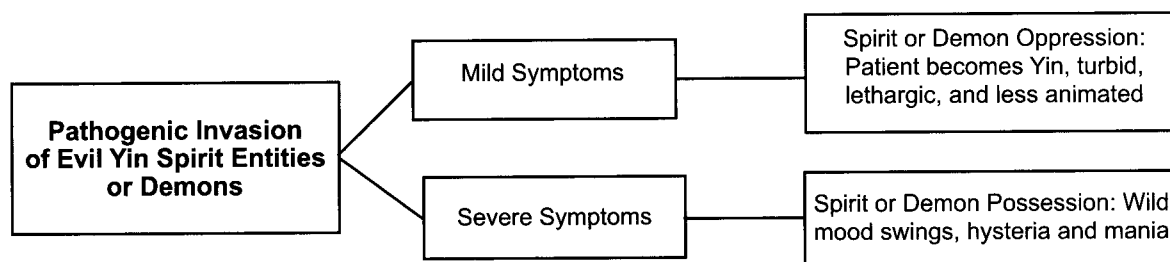 Pathogenic Invasion
of Evil Yin Spirit Entities
or Demons
Mild Symptoms
Spirit or Demon Oppression:
Patient becomes Yin, turbid,
lethargic, and less animated
Severe Symptoms
Spirit or Demon Possession: Wild
mood swings, hysteria and mania